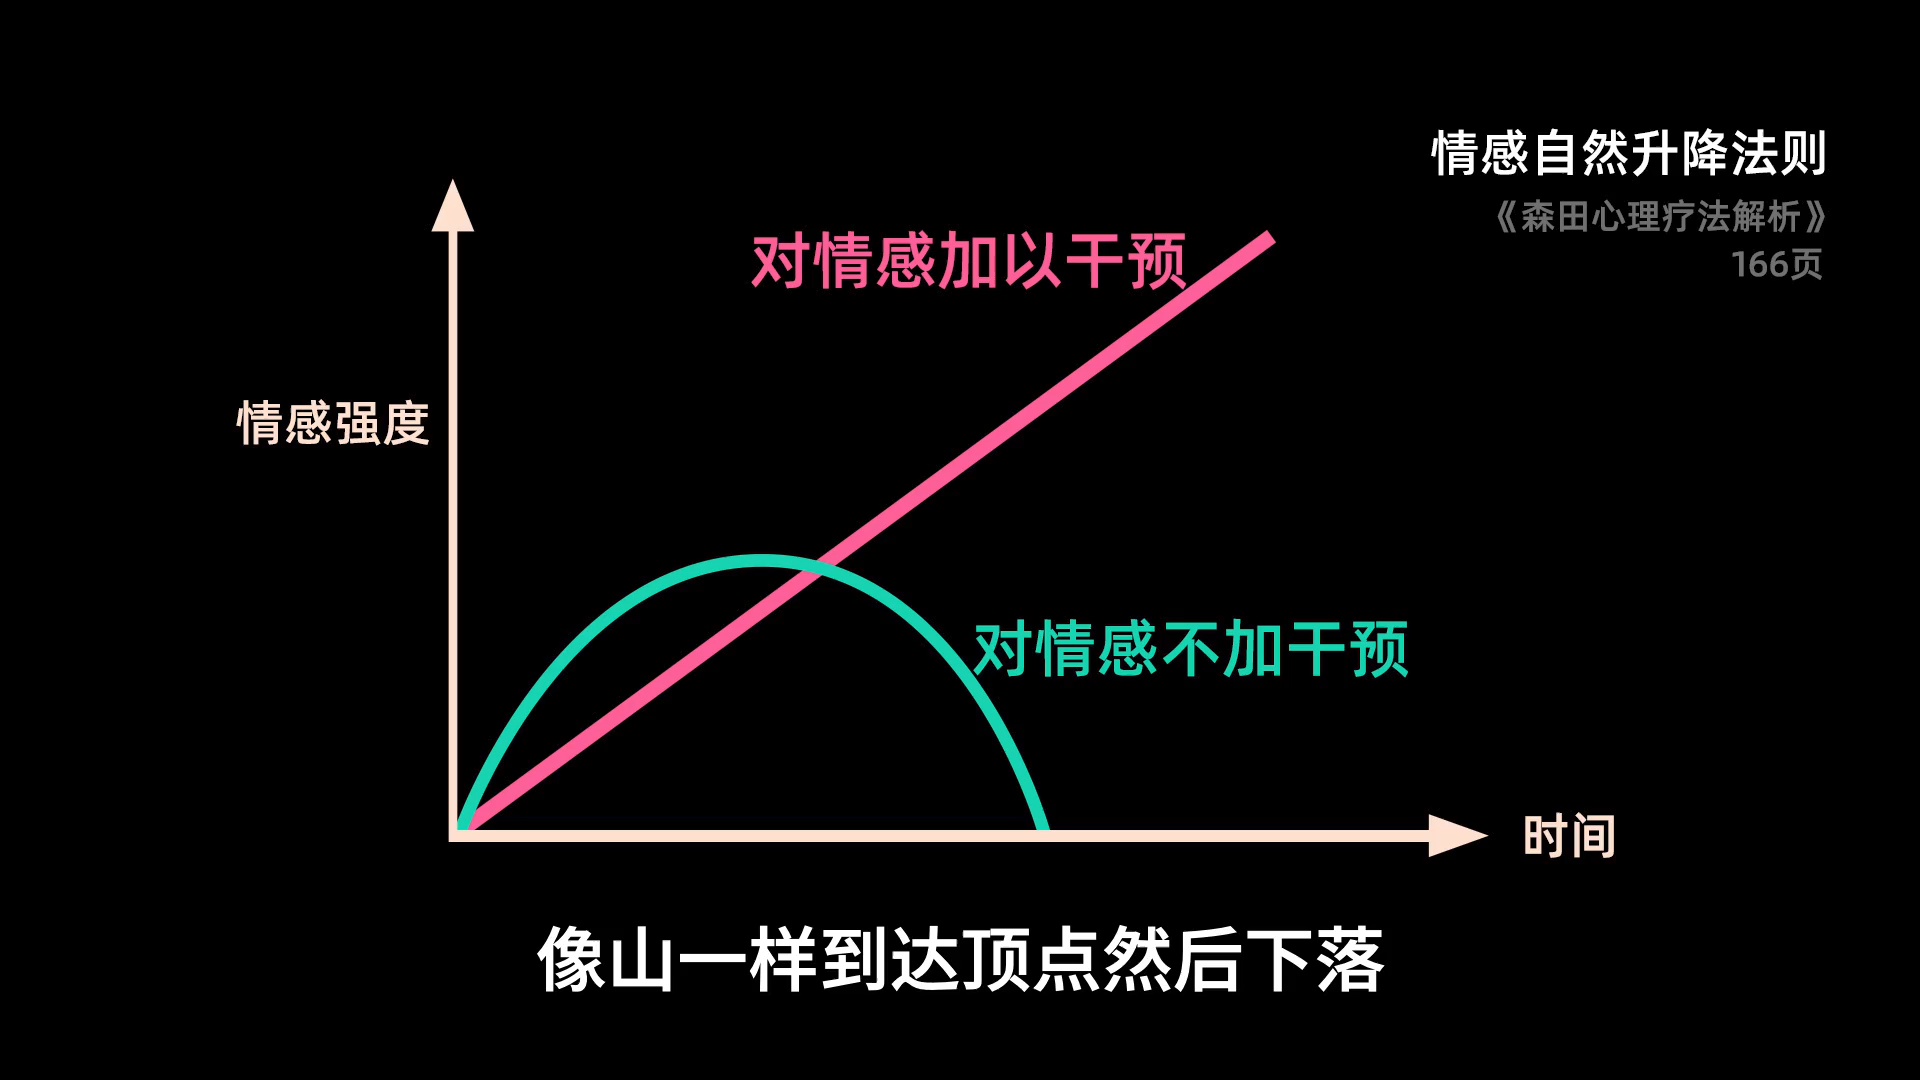 情感自然升降法则
《森田心理疗法解析》
166页
对情感加以干预
情感强度
对情感不加干预
时间
像山一样到达顶点然后下落